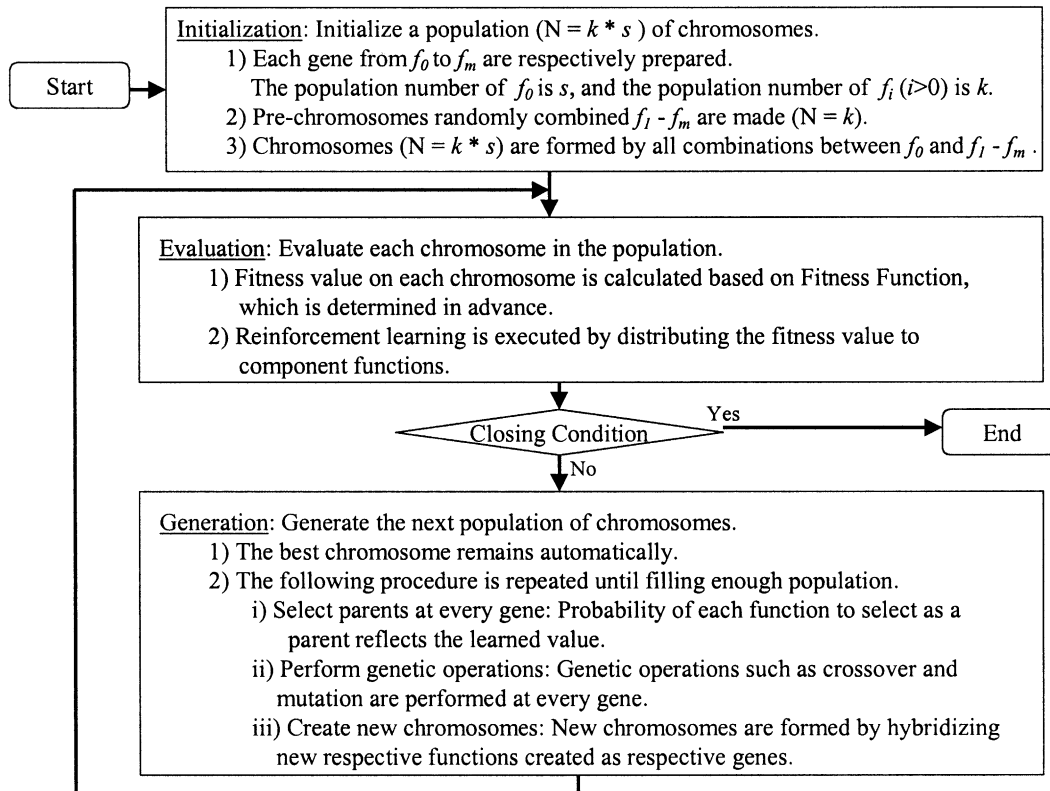 Start
Initialization: Initialize a population (N = k * s ) of chromosomes.
1) Each gene from f0 to fm are respectively prepared.
The population number of f0 is s, and the population number of fi (i>0) is k.
2) Pre-chromosomes randomly combined f1 - fm are made (N = k).
3) Chromosomes (N = k * s) are formed by all combinations between f0 and f1 - fm .
Evaluation: Evaluate each chromosome in the population.
1) Fitness value on each chromosome is calculated based on Fitness Function,
which is determined in advance.
2) Reinforcement learning is executed by distributing the fitness value to
component functions.
Closing Condition
Yes
End
No
Generation: Generate the next population of chromosomes.
1) The best chromosome remains automatically.
2) The following procedure is repeated until filling enough population.
i) Select parents at every gene: Probability of each function to select as a
parent reflects the learned value.
ii) Perform genetic operations: Genetic operations such as crossover and
mutation are performed at every gene.
iii) Create new chromosomes: New chromosomes are formed by hybridizing
new respective functions created as respective genes.